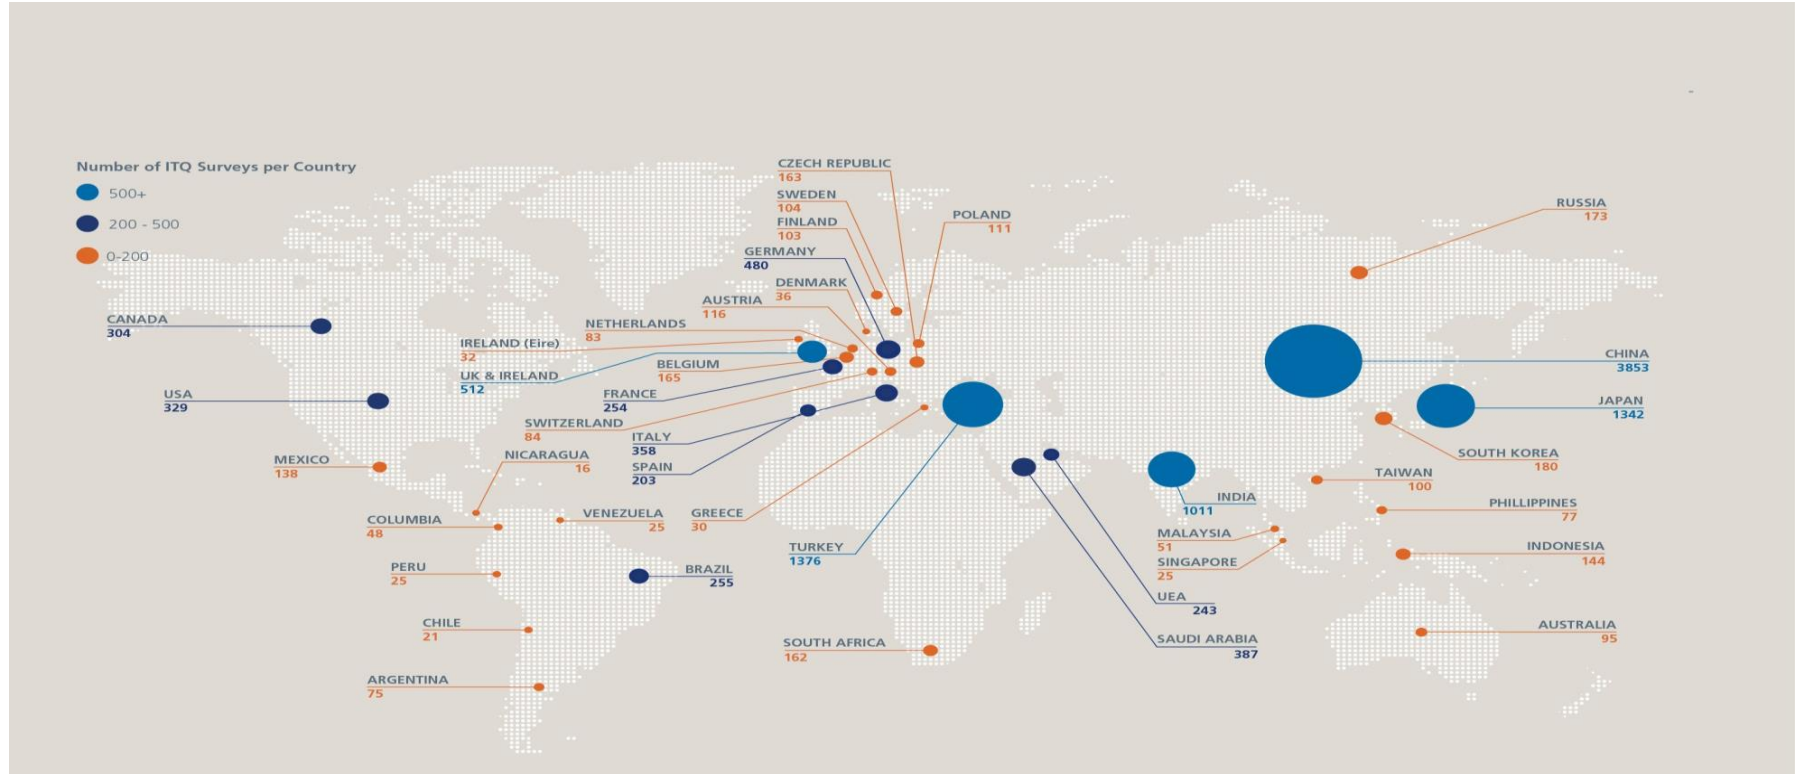 Number of ITQ Surveys per Country
500+
200 - 500
0-200
CZECH REPUBLIC
163
SWEDEN
104
FINLAND
103
GERMANY
480
POLAND
111
RUSSIA
173
DENMARK
36
AUSTRIA
116
NETHERLANDS
83
CANADA
304
IRELAND (Eire)
32
UK & IRELAND
512
BELGIUM
165
FRANCE
254
CHINA
3853
USA
329
JAPAN
1342
SWITZERLAND
84
ITALY
358
SPAIN
203
MEXICO
138
NICARAGUA
16
SOUTH KOREA
180
TAIWAN
100
INDIA
1011
PHILLIPPINES
77
COLUMBIA
48
VENEZUELA
25
GREECE
30
TURKEY
1376
MALAYSIA
51
SINGAPORE
25
INDONESIA
144
PERU
25
BRAZIL
255
UEA
243
CHILE
21
SOUTH AFRICA
162
SAUDI ARABIA
387
AUSTRALIA
95
ARGENTINA
75